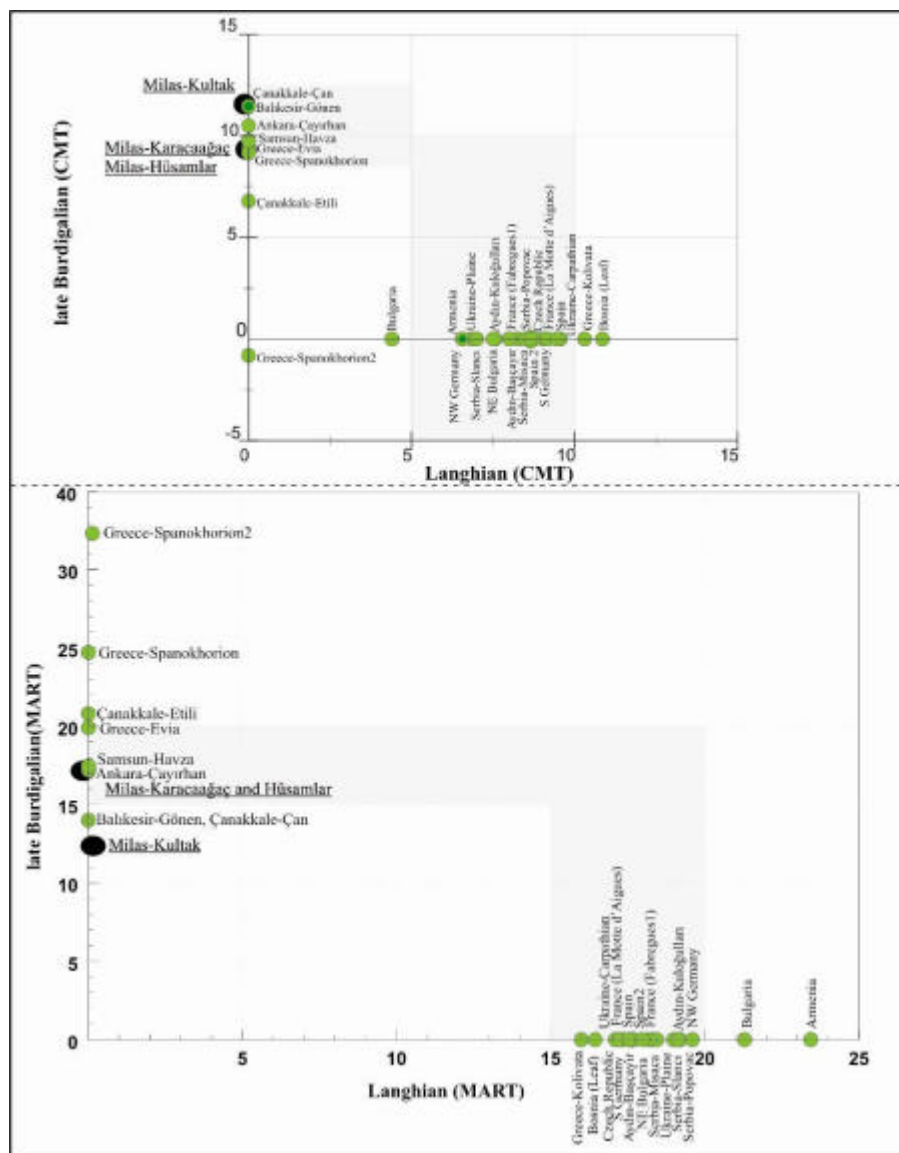 15
Milas-Kultak
Çanakkale-Çan
Balıkesir-Gönen
Ankara-Çayırhan
10
Samsun-Havza
Milas-Karacaağaç
Greece-Evia
Milas-Hüsamlar
Greece-Spanokhorion
Çanakkale-Etili
5
late Burdigalian (CMT)
Bulgaria
Armenia
Ukraine-Plaine
Aydın-Kuloğulları
France (Fabregues1)
Serbia-Popovac
Czech Republic
France (La Motte d'Aigues)
Spain
Ukraine-Carpathian
Greece-Kolivata
Bosnia (Leaf)
0
Greece-Spanokhorion2
NW Germany
Serbia-Slanci
NE Bulgaria
Aydın-Başçayır
Serbia-Misaca
Spain 2
S Germany
-5
0 5 10 15
Langhian (CMT)
40
Greece-Spanokhorion2
30
Greece-Spanokhorion
25
Çanakkale-Etili
20
Greece-Evia
Samsun-Havza
Ankara-Çayırhan
Milas-Karacaağaç and Hüsamlar
15
Balıkesir-Gönen, Çanakkale-Çan
Milas-Kultak
10
5
0
late Burdigalian(MART)
Ukraine-Carpathian
France (La Motte d'Aigues)
Spain
Spain2
France (Fabregues1)
Aydın-Kuloğulları
NW Germany
Bulgaria
Armenia
5 10 15 20 25
Greece-Kolivata
Bosnia (Leaf)
Czech Republic
S Germany
Aydın-Başçayır
NE Bulgaria
Serbia-Misaca
Ukraine-Plaine
Serbia-Slanci
Serbia-Popovac
Langhian (MART)